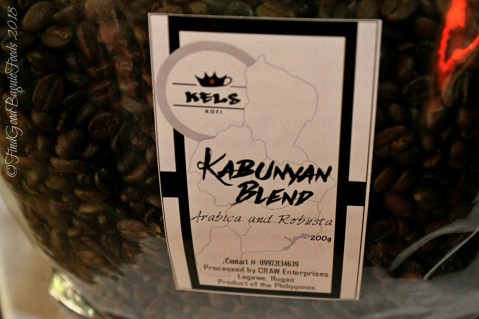 KELS
KOFI
KABUNYAN
BLEND
Arabica and Robusta
200g
Contact #: 09972134639
Processed by CRAW Enterprises
Lagawe, Ifugao
Product of the Philippines
©FindGoodBaguioFoods 2015